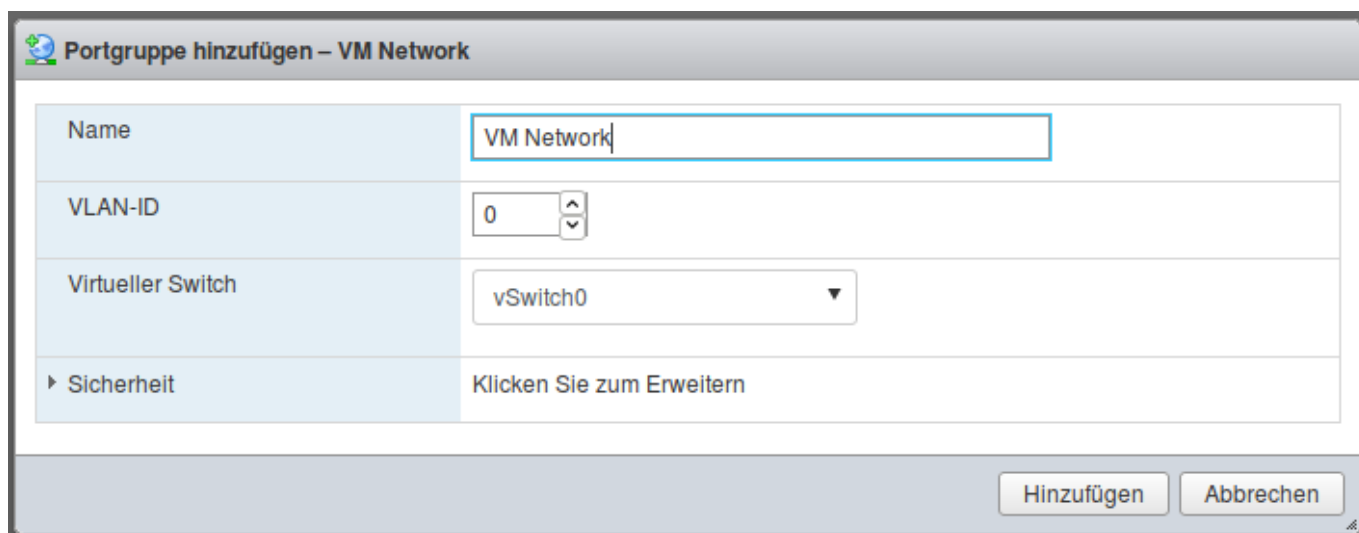 Portgruppe hinzufügen – VM Network
Name
VM Network
VLAN-ID
0
Virtueller Switch
vSwitch0
Sicherheit
Klicken Sie zum Erweitern
Hinzufügen
Abbrechen